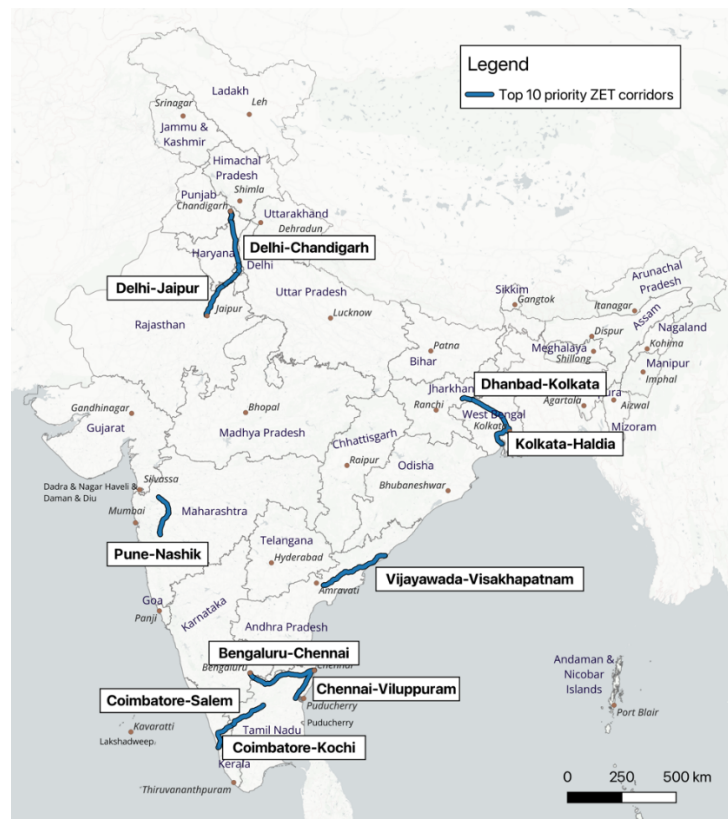 Legend
Top 10 priority ZET corridors
Ladakh
Srinagar
Leh
Jammu &
Kashmir
Himachal
Pradesh
Punjab
Shimla
Chandigarh
Uttarakhand
Dehradun
Delhi-Chandigarh
Haryana
Delhi
Delhi-Jaipur
Jaipur
Uttar Pradesh
Rajasthan
Lucknow
Sikkim
Gangtok
Arunachal
Pradesh
Itanagar
Assam
Nagaland
Dispur
Kohima
Meghalaya
Shillong
Manipur
Imphal
Patna
Bihar
Jharkhan
Dhanbad-Kolkata
Ranchi
West Bengal
Agartala
ura
Aizwal
Mizoram
Kolkata
Kolkata-Haldia
Gandhinagar
Gujarat
Bhopal
Madhya Pradesh
Chhattisgarh
Raipur
Odisha
Bhubaneshwar
Silvassa
Dadra & Nagar Haveli &
Daman & Diu
Mumbai
Maharashtra
Pune-Nashik
Telangana
Hyderabad
Amravati
Vijayawada-Visakhapatnam
Goa
Panji
Karnataka
Andhra Pradesh
Bengaluru-Chennai
Bengaluru
Chennai
Chennai-Viluppuram
Coimbatore-Salem
Puducherry
Puducherry
Kavaratti
Lakshadweep
Tamil Nadu
Coimbatore-Kochi
Kerala
Thiruvananthpuram
Andaman &
Nicobar
Islands
Port Blair
0 250 500 km